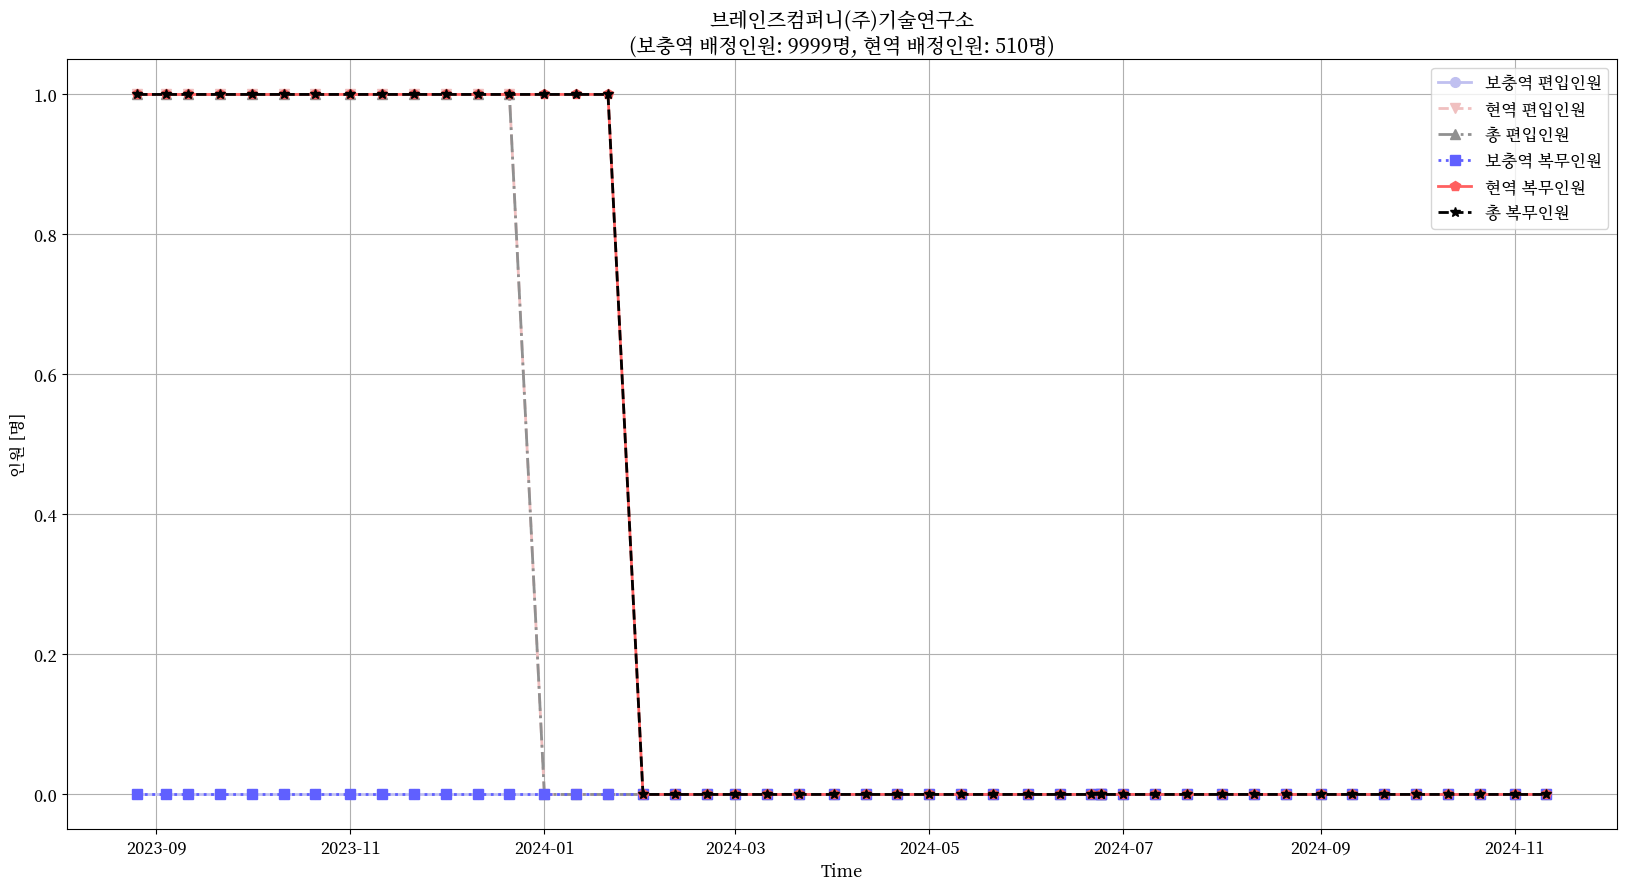 브레인즈컴퍼니(주)기술연구소
(보충역 배정인원: 9999명, 현역 배정인원: 510명)
보충역 편입인원
현역 편입인원
총 편입인원
보충역 복무인원
현역 복무인원
총 복무인원
인원 [명]
1.0
0.8
0.6
0.4
0.2
0.0
2023-09 2023-11 2024-01 2024-03 2024-05 2024-07 2024-09 2024-11
Time